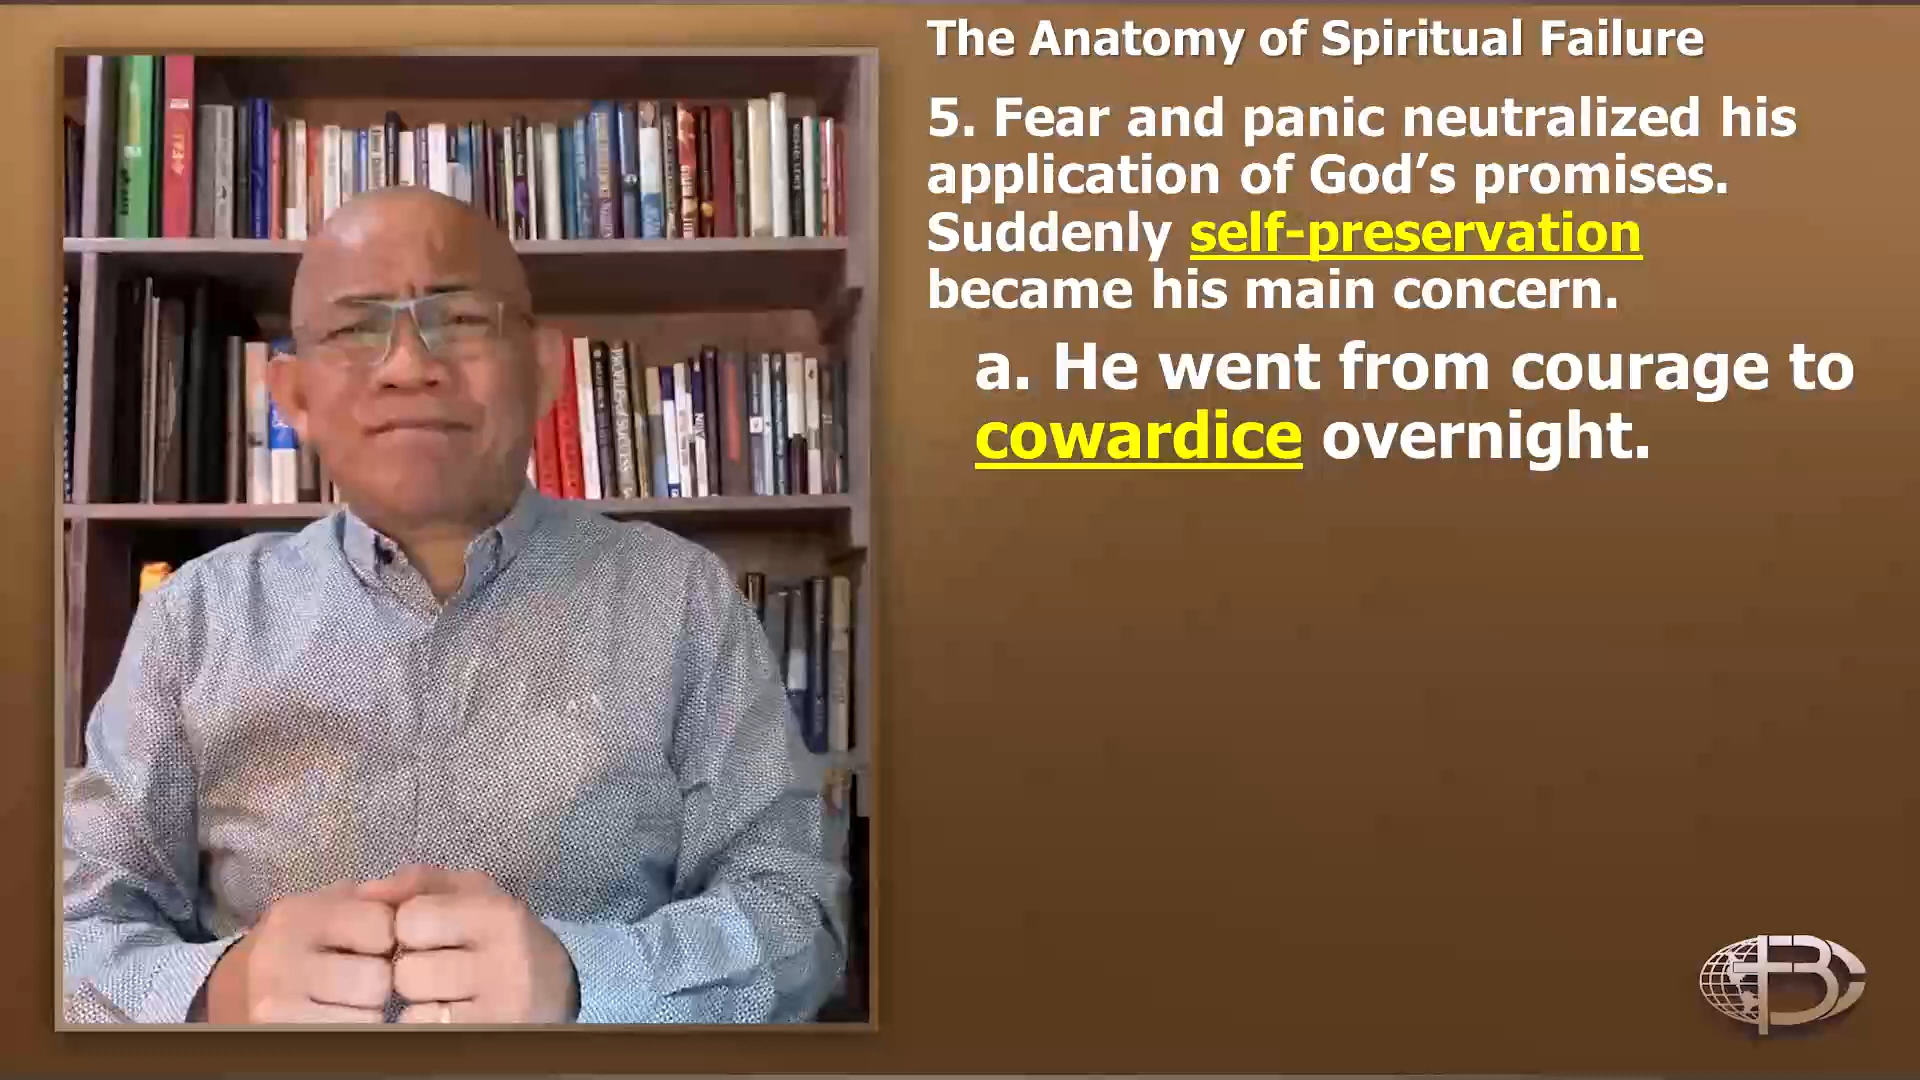 The Anatomy of Spiritual Failure
5. Fear and panic neutralized his
application of God’s promises.
Suddenly self-preservation
became his main concern.
a. He went from courage to
cowardice overnight.